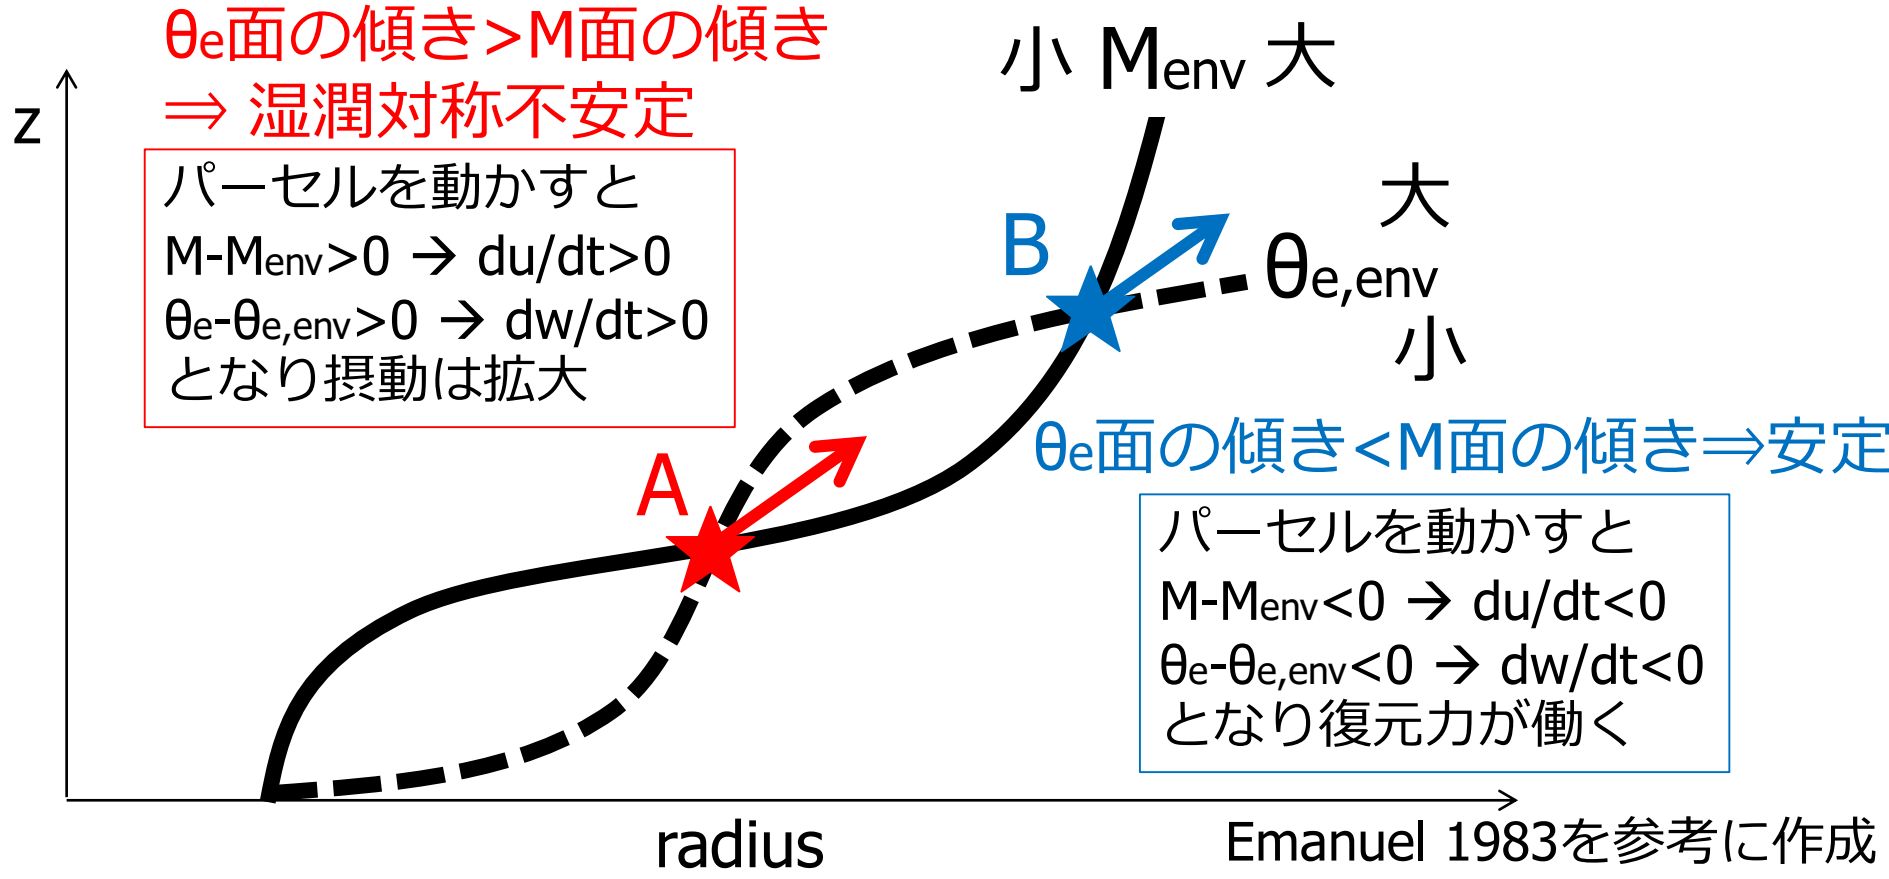 θe面の傾き>M面の傾き
⇒ 湿潤対称不安定
z
パーセルを動かすと
M-Menv>0 → du/dt>0
θe-θe,env>0 → dw/dt>0
となり摂動は拡大
小 Menv 大
大
θe,env
小
B
A
θe面の傾き<M面の傾き⇒安定
パーセルを動かすと
M-Menv<0 → du/dt<0
θe-θe,env<0 → dw/dt<0
となり復元力が働く
radius
Emanuel 1983を参考に作成